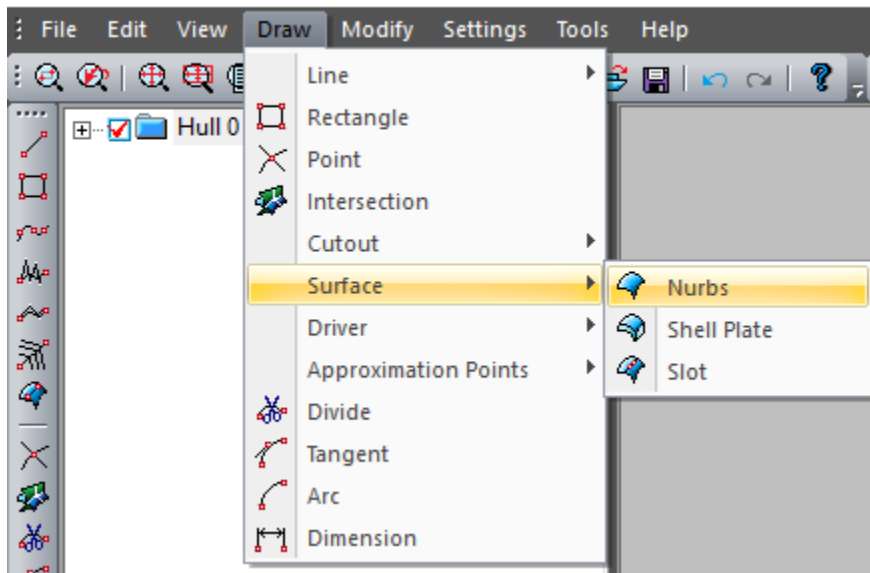 File Edit View Draw Modify Settings Tools Help
Hull 0
Line
Rectangle
Point
Intersection
Cutout
Surface
Nurbs
Driver
Shell Plate
Approximation Points
Slot
Divide
Tangent
Arc
Dimension